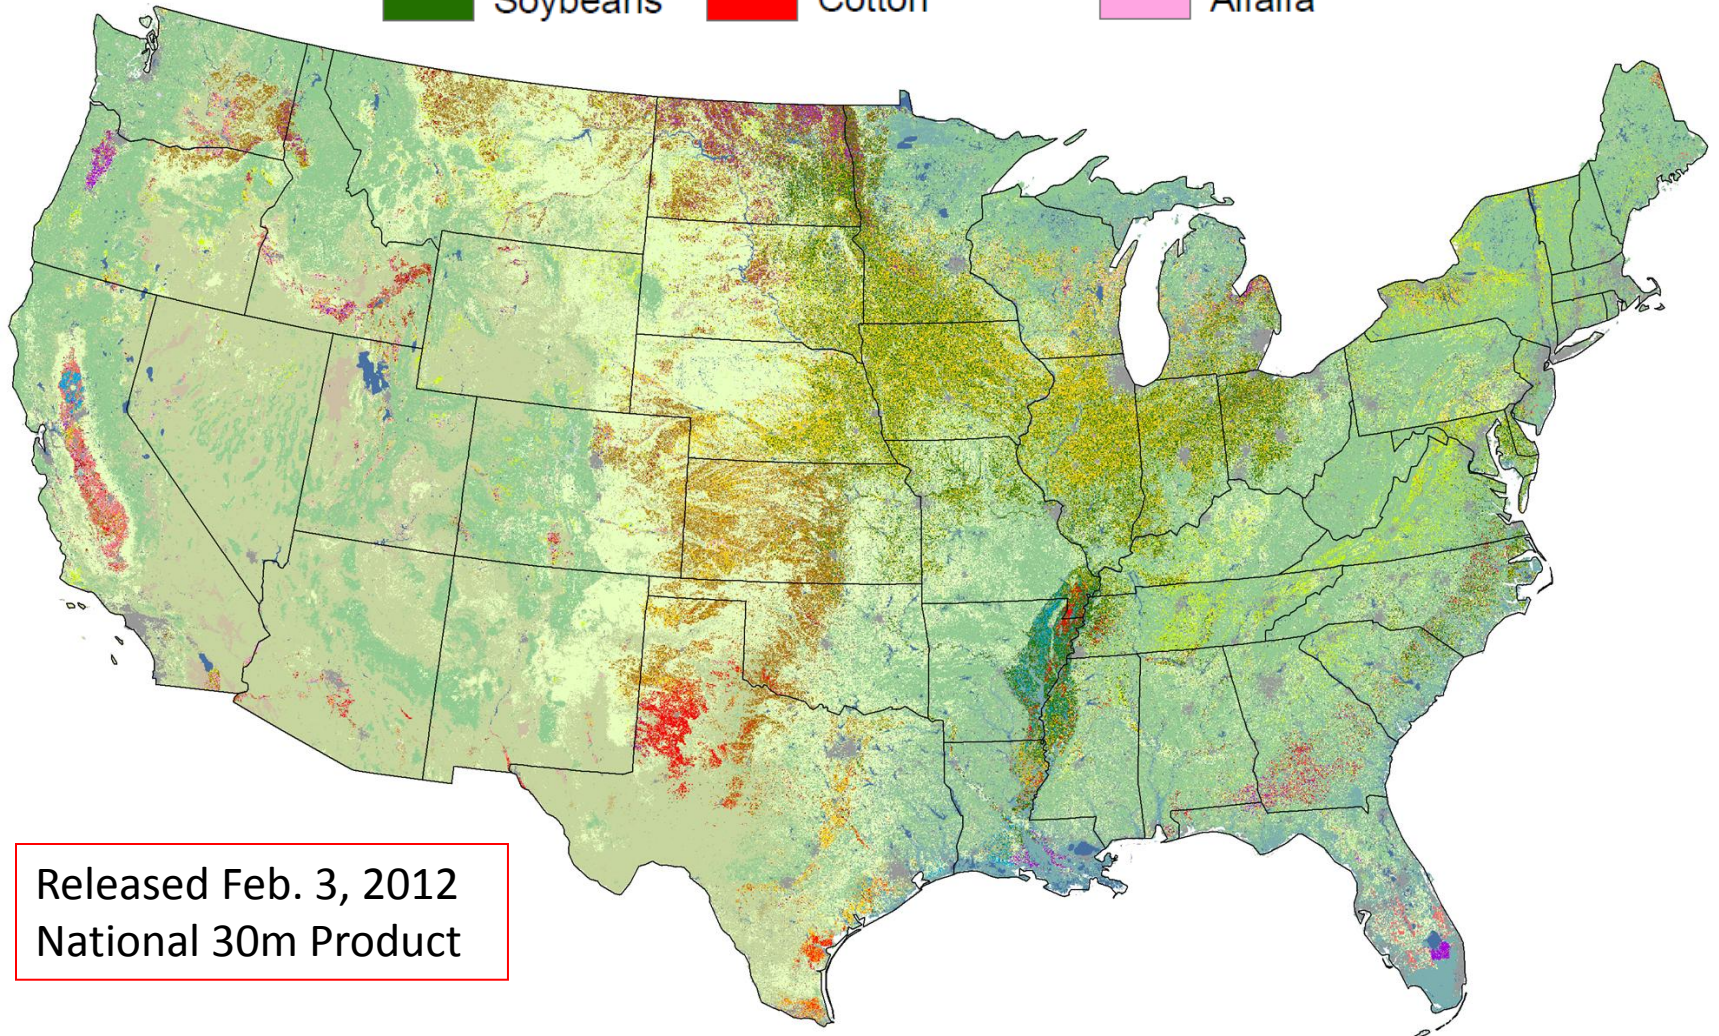 Soybeans Cotton Alfalfa
Released Feb. 3, 2012
National 30m Product